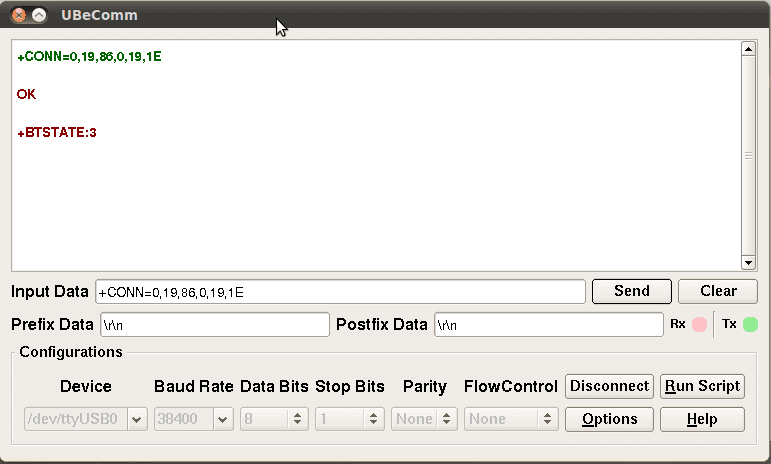 UBeComm
+CONN=0,19,86,0,19,1E
OK
+BTSTATE:3
Input Data +CONN=0,19,86,0,19,1E Send Clear
Prefix Data \r\n Postfix Data \r\n Rx Tx
Configurations
Device Baud Rate Data Bits Stop Bits Parity FlowControl Disconnect Run Script
/dev/ttyUSB0 38400 8 1 None None Options Help